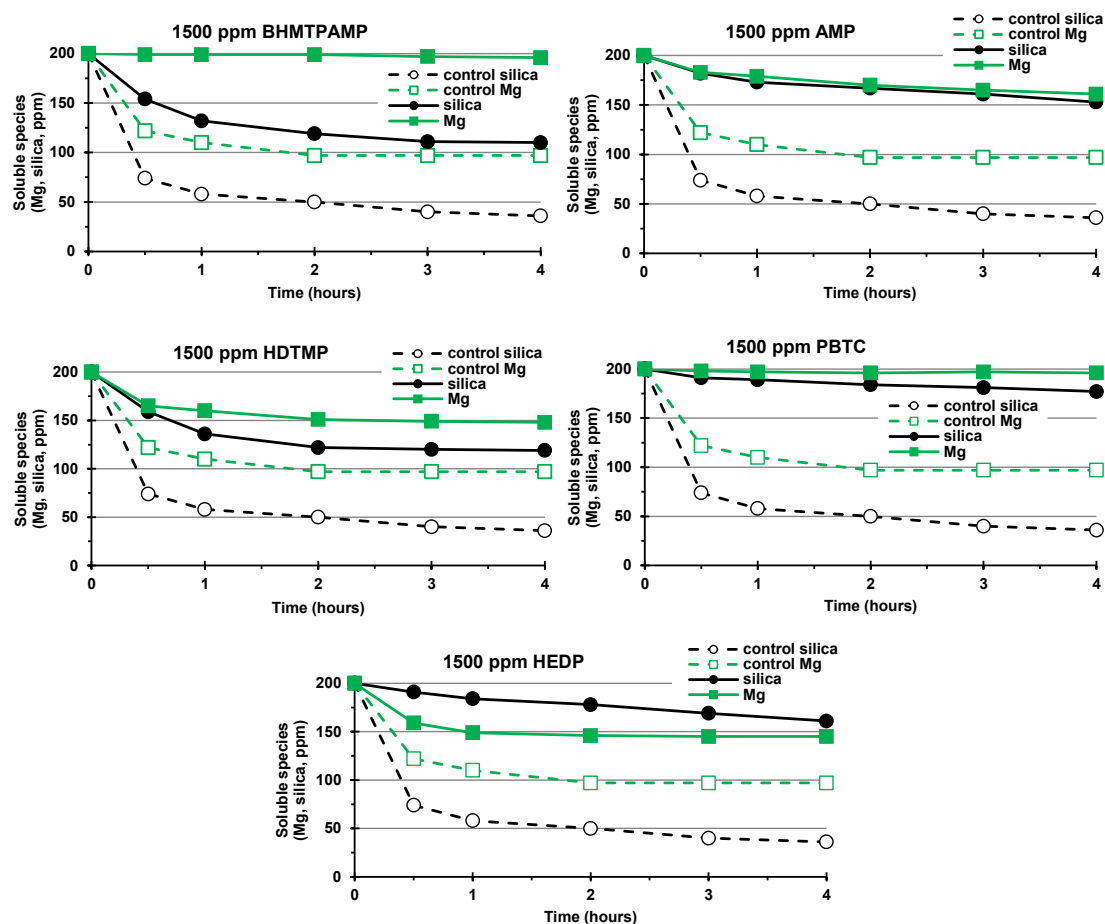 1500 ppm BHMTPAMP
control silica
control Mg
silica
Mg
Soluble species
(Mg, silica, ppm)
200
150
100
50
0
0 1 2 3 4
Time (hours)
1500 ppm AMP
control silica
control Mg
silica
Mg
Soluble species
(Mg, silica, ppm)
200
150
100
50
0
0 1 2 3 4
Time (hours)
1500 ppm HDTMP
control silica
control Mg
silica
Mg
Soluble species
(Mg, silica, ppm)
200
150
100
50
0
0 1 2 3 4
Time (hours)
1500 ppm PBTC
control silica
control Mg
silica
Mg
Soluble species
(Mg, silica, ppm)
200
150
100
50
0
0 1 2 3 4
Time (hours)
1500 ppm HEDP
control silica
control Mg
silica
Mg
Soluble species
(Mg, silica, ppm)
200
150
100
50
0
0 1 2 3 4
Time (hours)